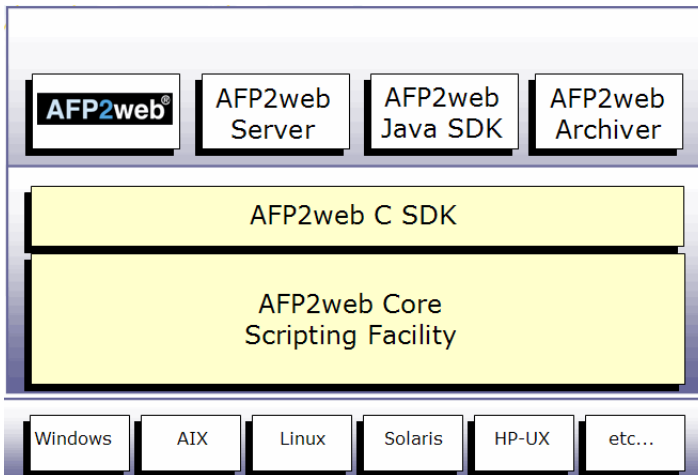 AFP2web®
AFP2web
Server
AFP2web
Java SDK
AFP2web
Archiver
AFP2web C SDK
AFP2web Core
Scripting Facility
Windows
AIX
Linux
Solaris
HP-UX
etc...